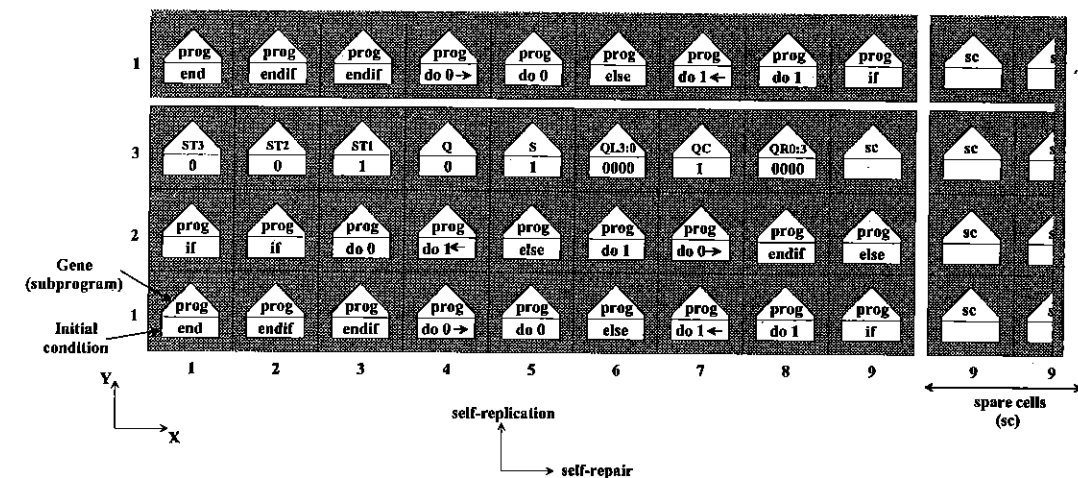 1 prog prog prog prog prog prog prog prog prog sc s
end endif endif do 0→ do 0 else do 1← do 1 if
3 ST3 ST2 ST1 Q S QL3:0 QC QR0:3 sc sc s
0 0 1 0 1 0000 1 0000
2 prog prog prog prog prog prog prog prog prog sc s
if if do 0 do 1← else do 1 do 0→ endif else
Gene
(subprogram)
1 prog prog prog prog prog prog prog prog prog sc s
end endif endif do 0→ do 0 else do 1← do 1 if
Initial
condition
1 2 3 4 5 6 7 8 9 9 9
Y
X
spare cells
(sc)
self-replication
self-repair